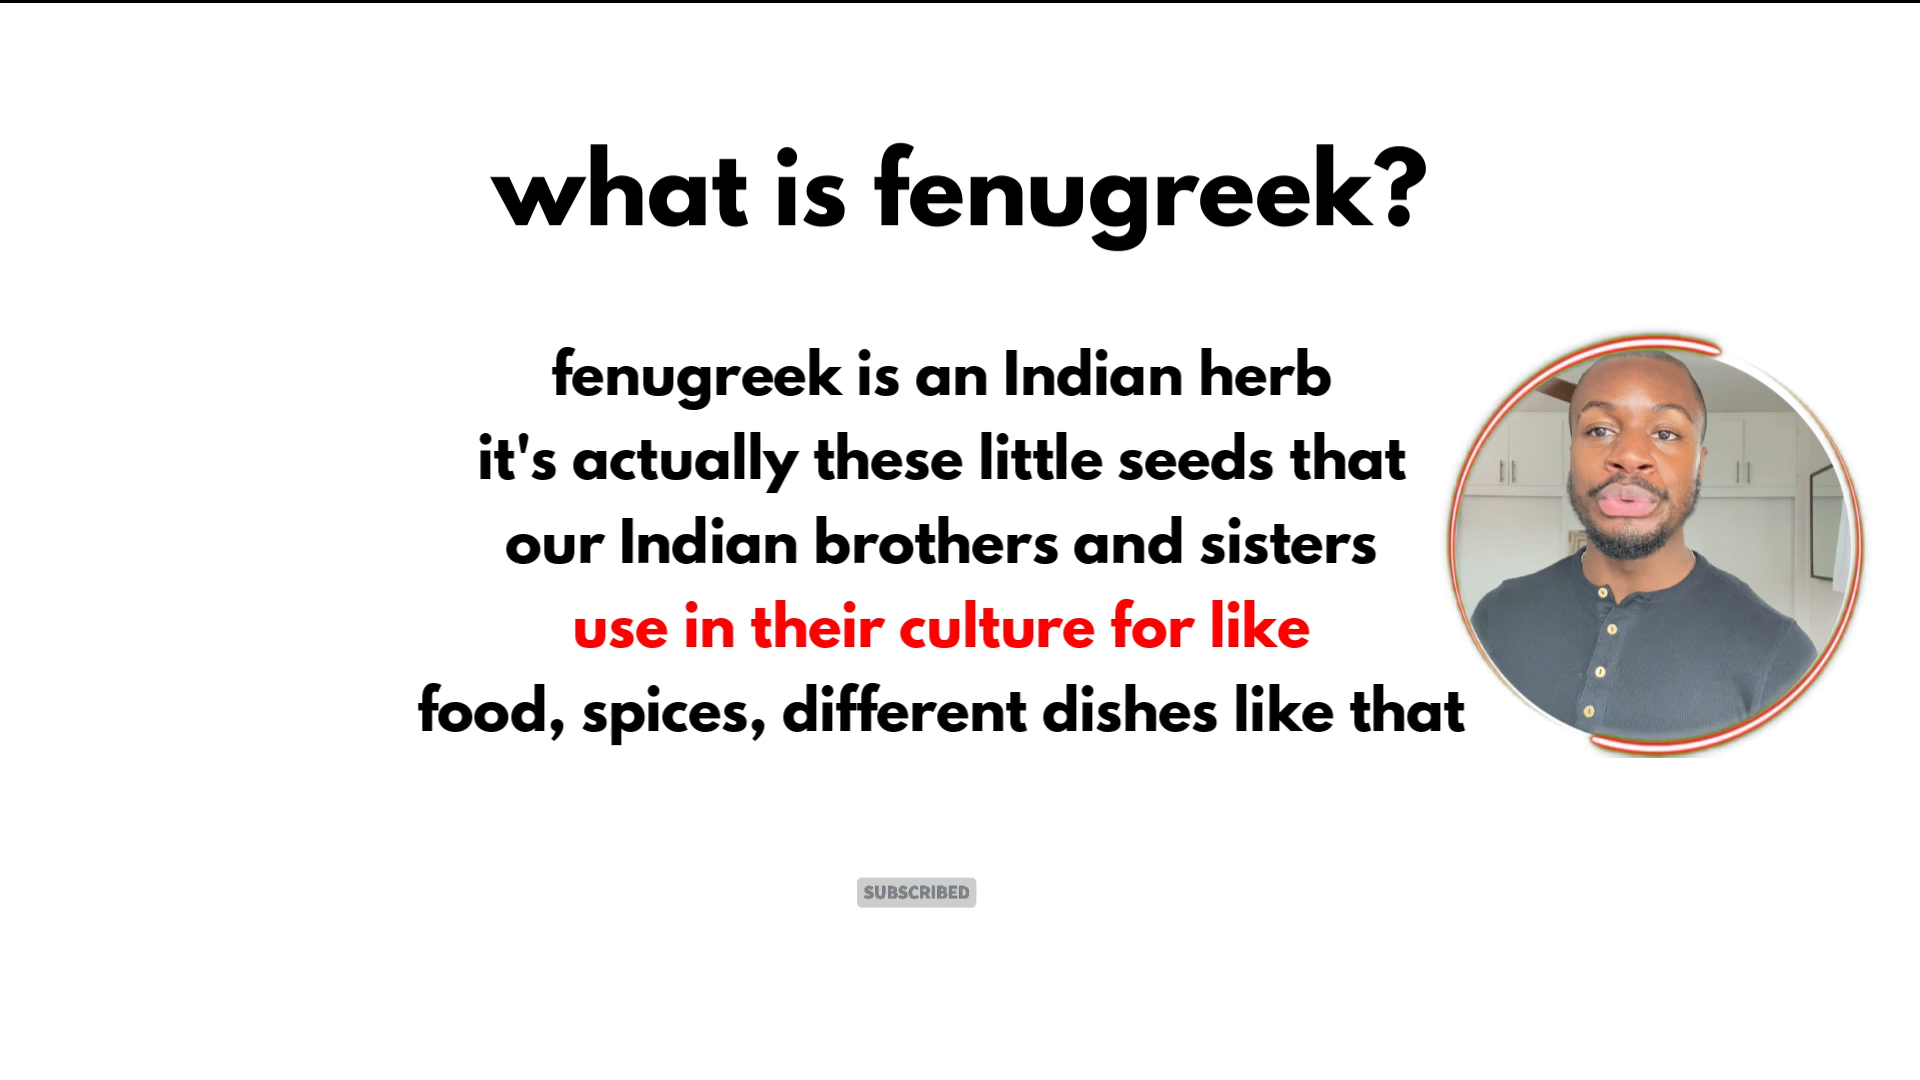 what is fenugreek?
fenugreek is an Indian herb
it's actually these little seeds that
our Indian brothers and sisters
use in their culture for like
food, spices, different dishes like that
SUBSCRIBED